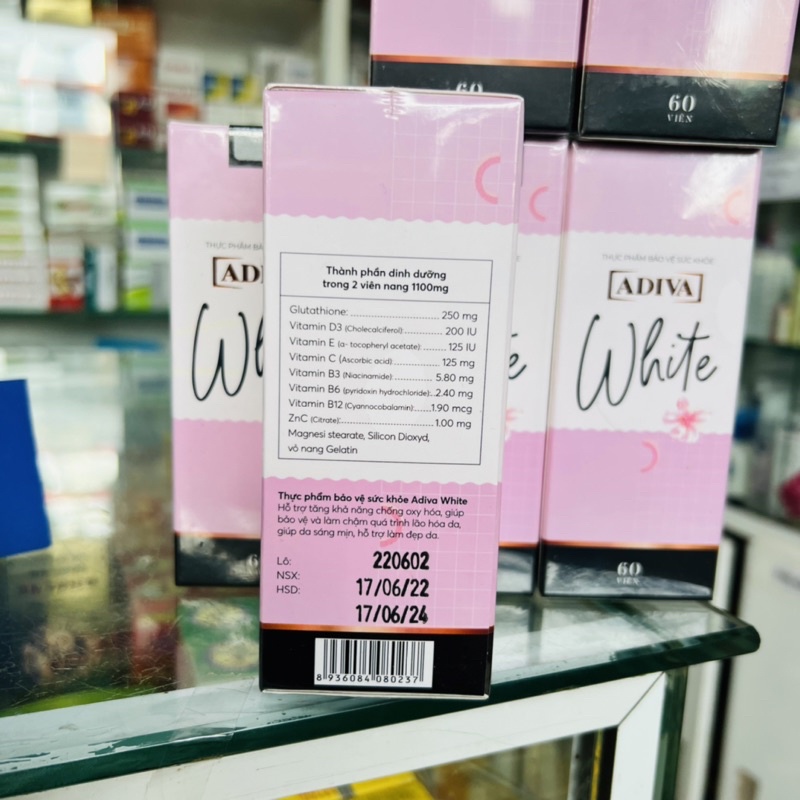 60
60
VIÊN
THỰC PHẨM BẢO VỆ SỨC KHỎE
ADIVA
White
60
VIÊN
Thành phần dinh dưỡng
trong 2 viên nang 1100mg
Glutathione: 250 mg
Vitamin D3 (Cholecalciferol) 200 IU
Vitamin E (α- tocopheryl acetate) 125 IU
Vitamin C (Ascorbic acid) 125 mg
Vitamin B3 (Niacinamide) 5.80 mg
Vitamin B6 (pyridoxin hydrochloride): 2.40 mg
Vitamin B12 (Cyannocobalamin) 1.90 mcg
ZnC (Citrate): 1.00 mg
Magnesi stearate, Silicon Dioxyd,
vỏ nang Gelatin
Thực phẩm bảo vệ sức khỏe Adiva White
Hỗ trợ tăng khả năng chống oxy hóa, giúp
bảo vệ và làm chậm quá trình lão hóa da,
giúp da sáng mịn, hỗ trợ làm đẹp da.
Lô: 220602
NSX: 17/06/22
HSD: 17/06/24
8 936084 080237